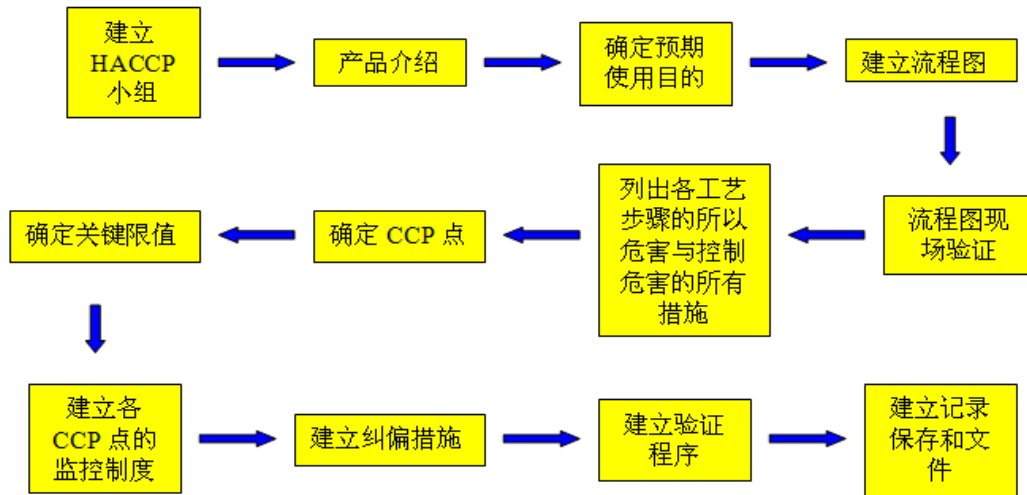 建立
HACCP
小组
产品介绍
确定预期
使用目的
建立流程图
流程图现
场验证
列出各工艺
步骤的所以
危害与控制
危害的所有
措施
确定 CCP 点
确定关键限值
建立各
CCP 点的
监控制度
建立纠偏措施
建立验证
程序
建立记录
保存和文
件